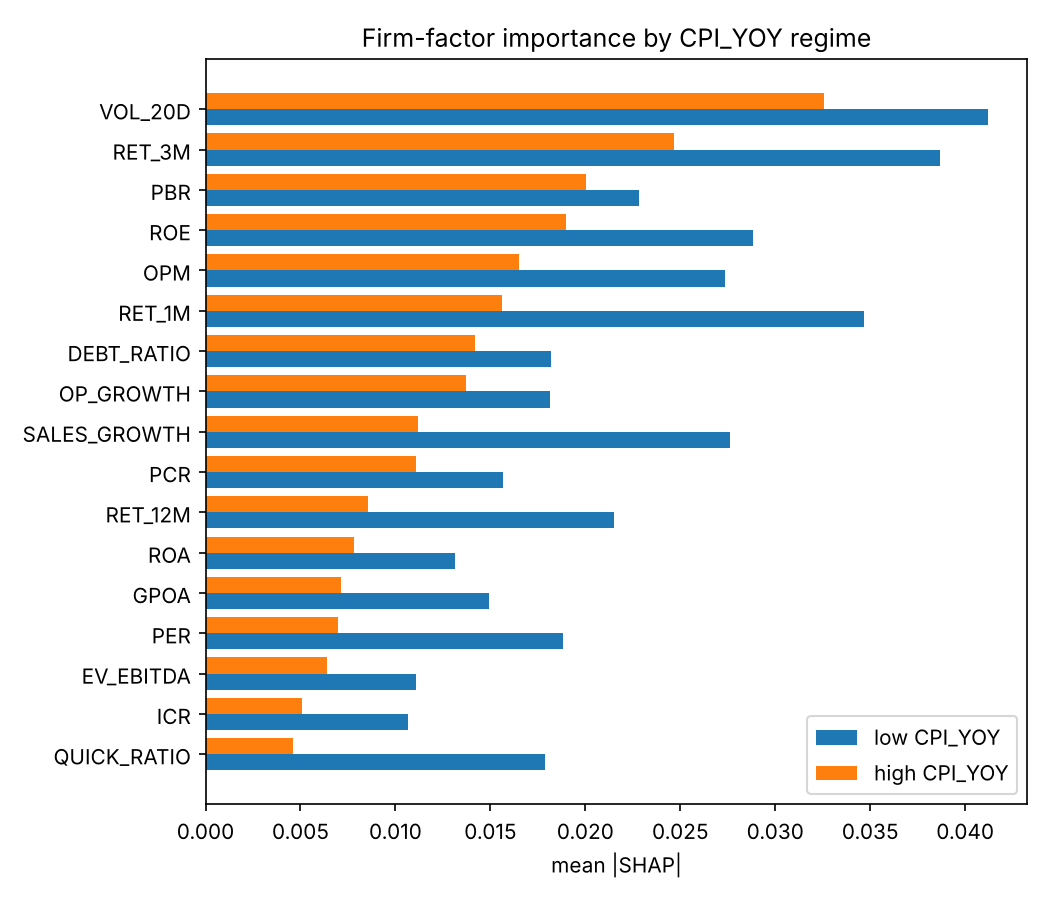 Firm-factor importance by CPI_YOY regime
VOL_20D
RET_3M
PBR
ROE
OPM
RET_1M
DEBT_RATIO
OP_GROWTH
SALES_GROWTH
PCR
RET_12M
ROA
GPOA
PER
EV_EBITDA
ICR
QUICK_RATIO
low CPI_YOY
high CPI_YOY
0.000 0.005 0.010 0.015 0.020 0.025 0.030 0.035 0.040
mean |SHAP|